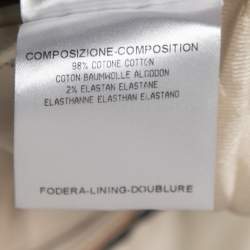 COMPOSIZIONE-COMPOSITION
98% COTONE COTTON
COTON BAUMWOLLE ALGODON
2% ELASTAN ELASTANE
ELASTHANNE ELASTHAN ELASTANO
FODERA-LINING-DOUBLURE